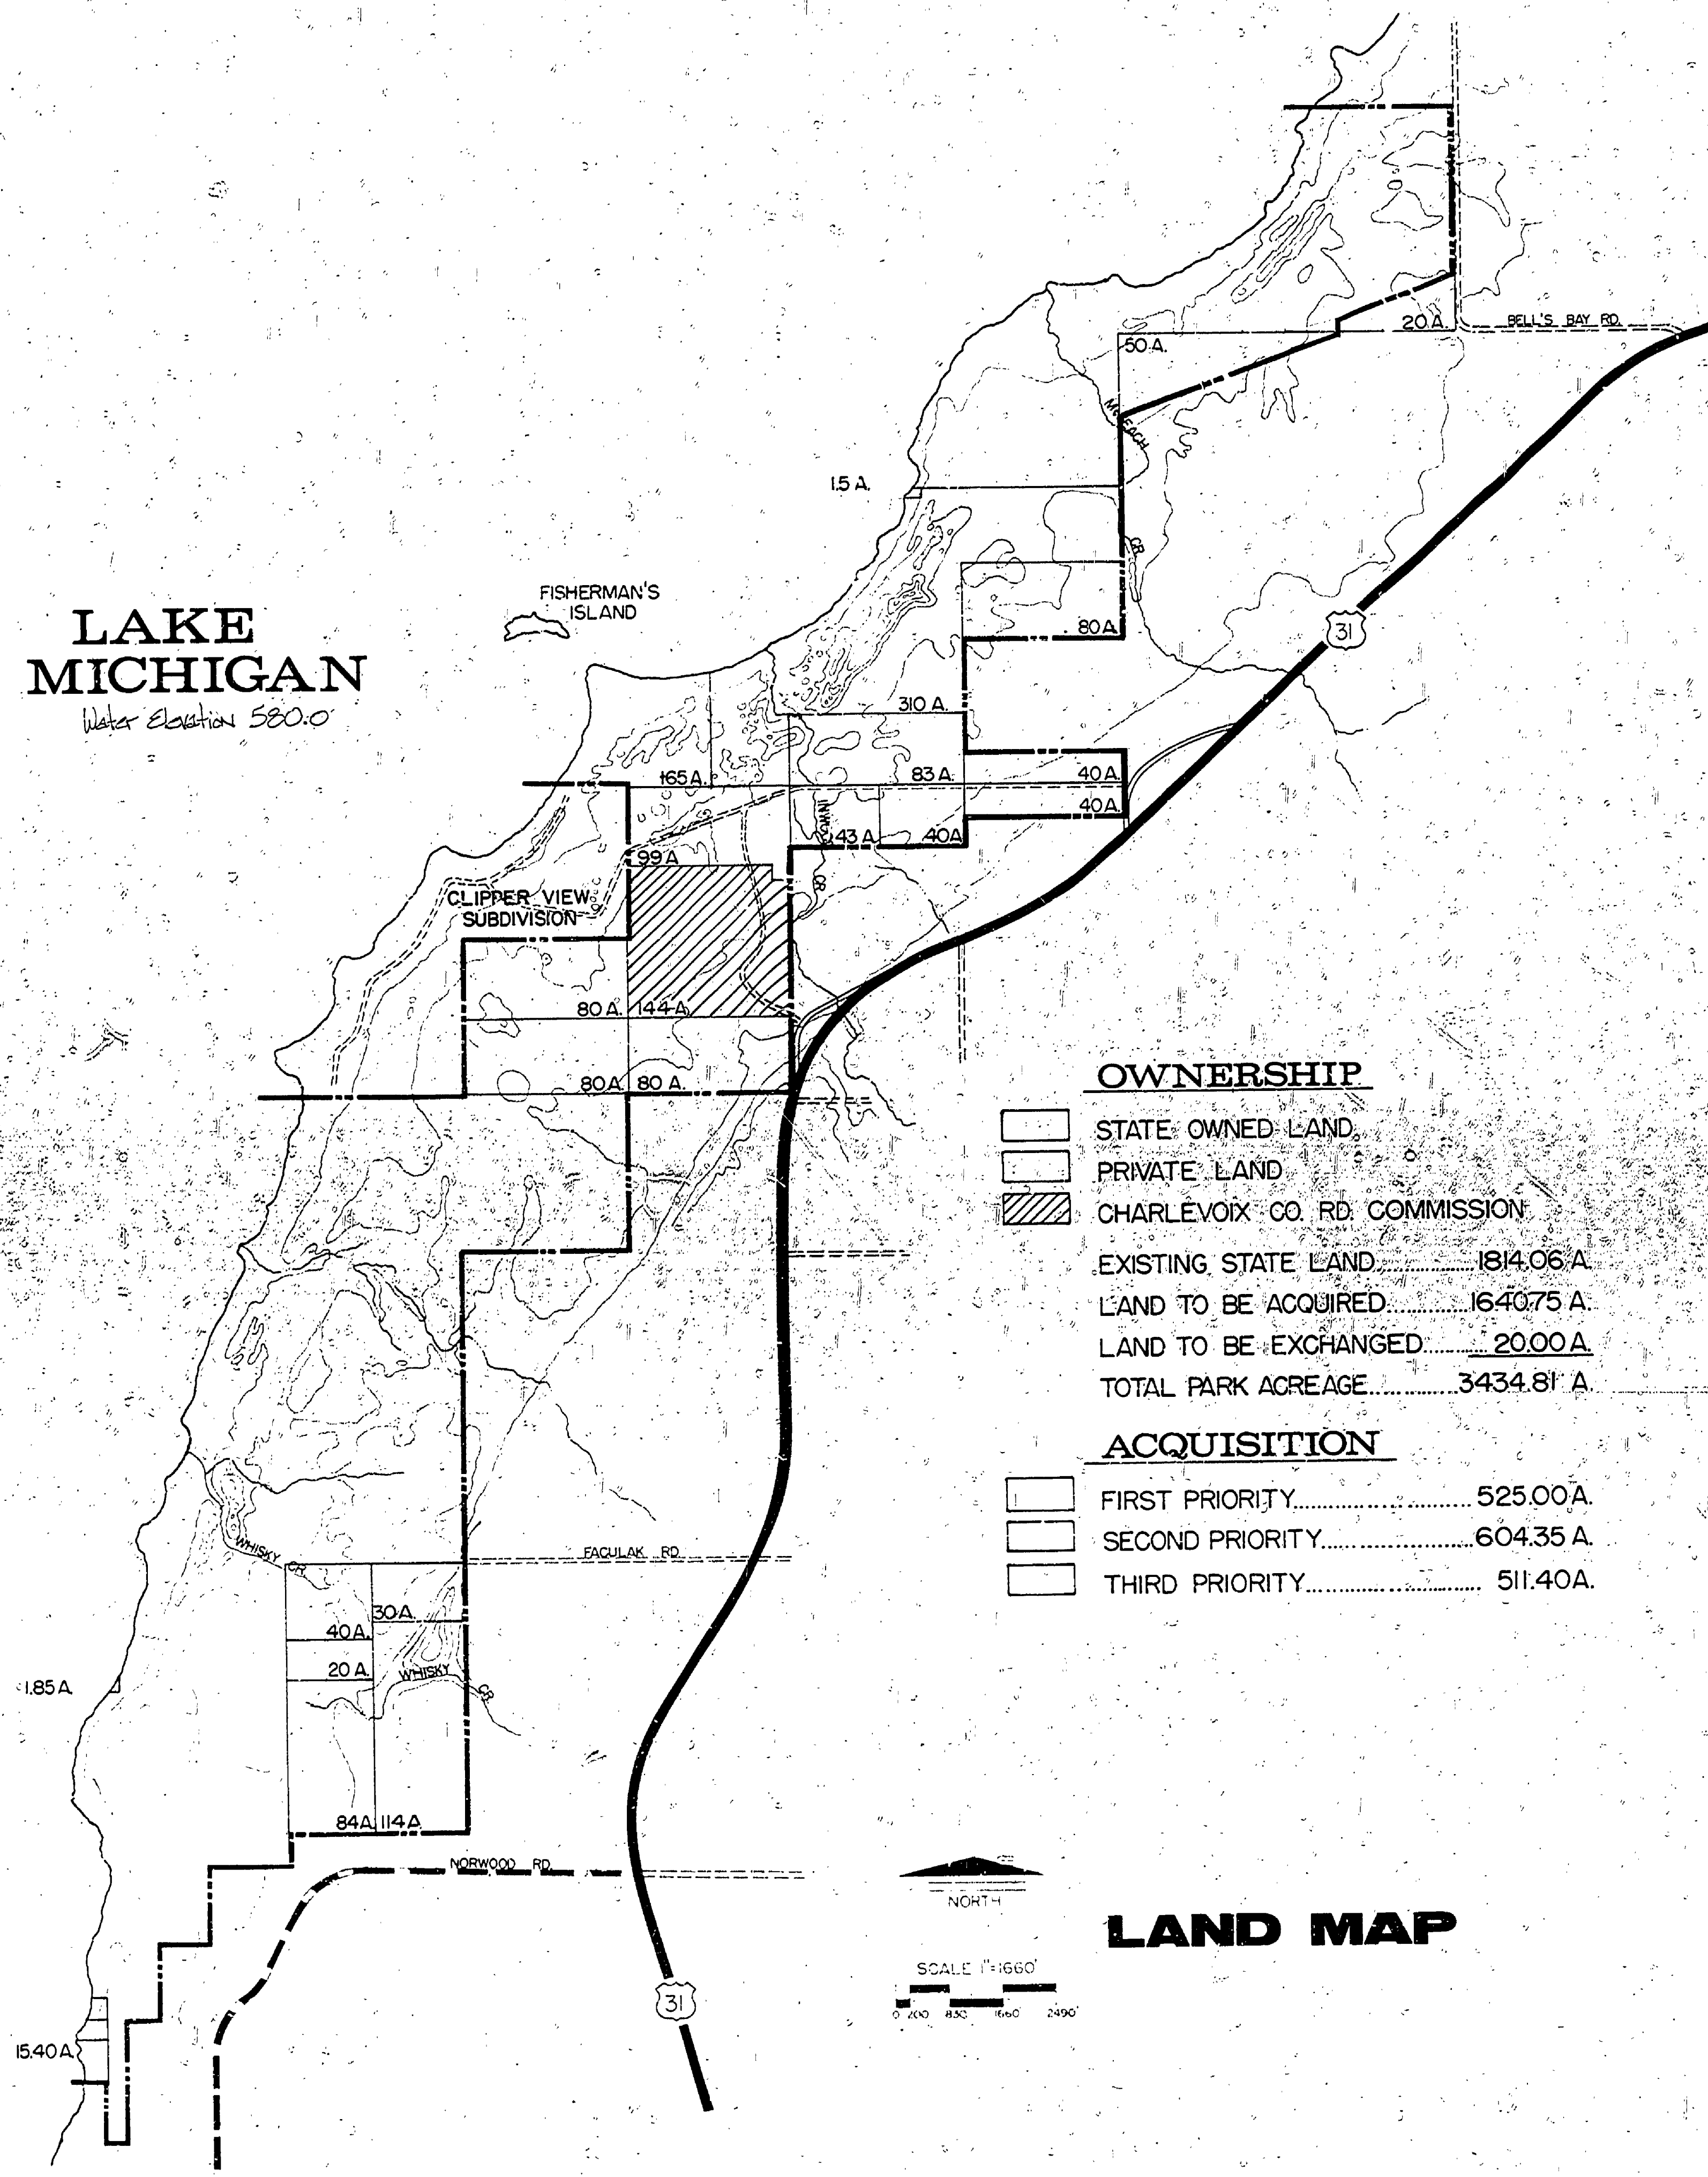 20 A.
BELL'S BAY RD.
50 A.
McGEACH
1.5 A.
CR.
FISHERMAN'S
ISLAND
LAKE
MICHIGAN
Water Elevation 580.0'
80 A.
31
310 A.
165 A.
83 A.
40 A.
40 A.
INWOOD
43 A.
40 A.
99 A.
CR.
CLIPPER VIEW
SUBDIVISION
80 A.
144 A.
80 A.
80 A.
OWNERSHIP
STATE OWNED LAND
PRIVATE LAND
CHARLEVOIX CO. RD. COMMISSION
EXISTING STATE LAND............1814.06 A.
LAND TO BE ACQUIRED............1640.75 A.
LAND TO BE EXCHANGED.........20.00 A.
TOTAL PARK ACREAGE............3434.81 A.
ACQUISITION
FIRST PRIORITY..........................525.00 A.
SECOND PRIORITY......................604.35 A.
THIRD PRIORITY.........................511.40 A.
WHISKY CR.
FAGULAK RD.
30 A.
40 A.
20 A.
WHISKY
CR.
1.85 A.
84 A.
114 A.
NORWOOD RD.
NORTH
LAND MAP
SCALE 1"=1660'
0 200 830 1660 2490'
31
15.40 A.